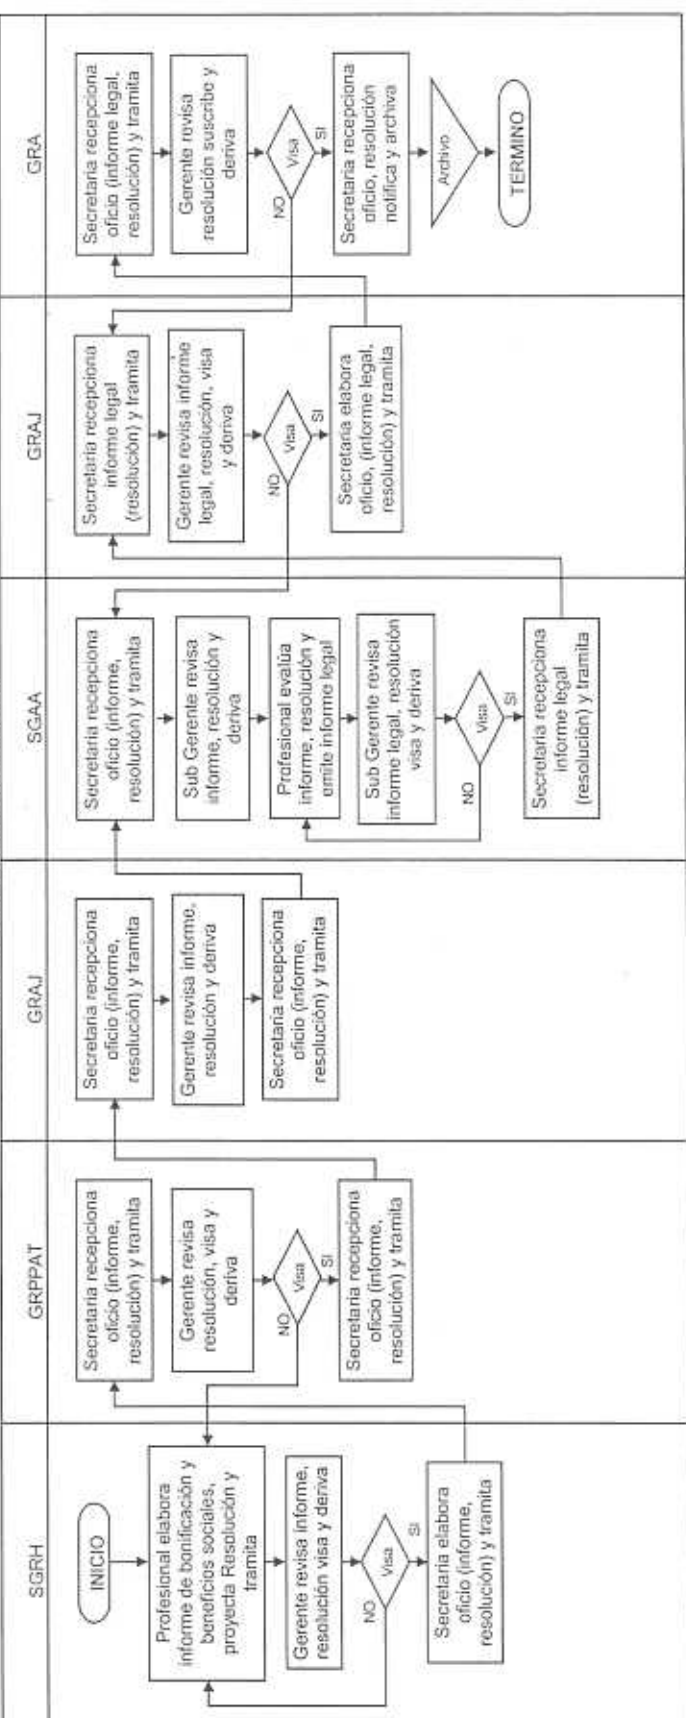 SGRH
INICIO
Profesional elabora
informe de bonificación y
beneficios sociales,
proyecta Resolución y
tramita
Gerente revisa informe,
resolución visa y deriva
Visa
NO
SI
Secretaria elabora
oficio (informe,
resolución) y tramita
GRPPAT
Secretaria recepciona
oficio (informe,
resolución) y tramita
Gerente revisa
resolución, visa y
deriva
Visa
NO
SI
Secretaria recepciona
oficio (informe,
resolución) y tramita
GRAJ
Secretaria recepciona
oficio (informe,
resolución) y tramita
Gerente revisa informe,
resolución y deriva
Secretaria recepciona
oficio (informe,
resolución) y tramita
SGAA
Secretaria recepciona
oficio (informe,
resolución) y tramita
Sub Gerente revisa
informe, resolución y
deriva
Profesional evalúa
informe, resolución y
emite informe legal
Sub Gerente revisa
informe legal, resolución
visa y deriva
Visa
NO
SI
Secretaria recepciona
informe legal
(resolución) y tramita
GRAJ
Secretaria recepciona
informe legal
(resolución) y tramita
Gerente revisa informe
legal, resolución, visa
y deriva
Visa
NO
SI
Secretaria elabora
oficio, (informe legal,
resolución) y tramita
GRA
Secretaria recepciona
oficio (informe legal,
resolución) y tramita
Gerente revisa
resolución suscribe y
deriva
Visa
NO
SI
Secretaria recepciona
oficio, resolución
notifica y archiva
Archivo
TERMINO